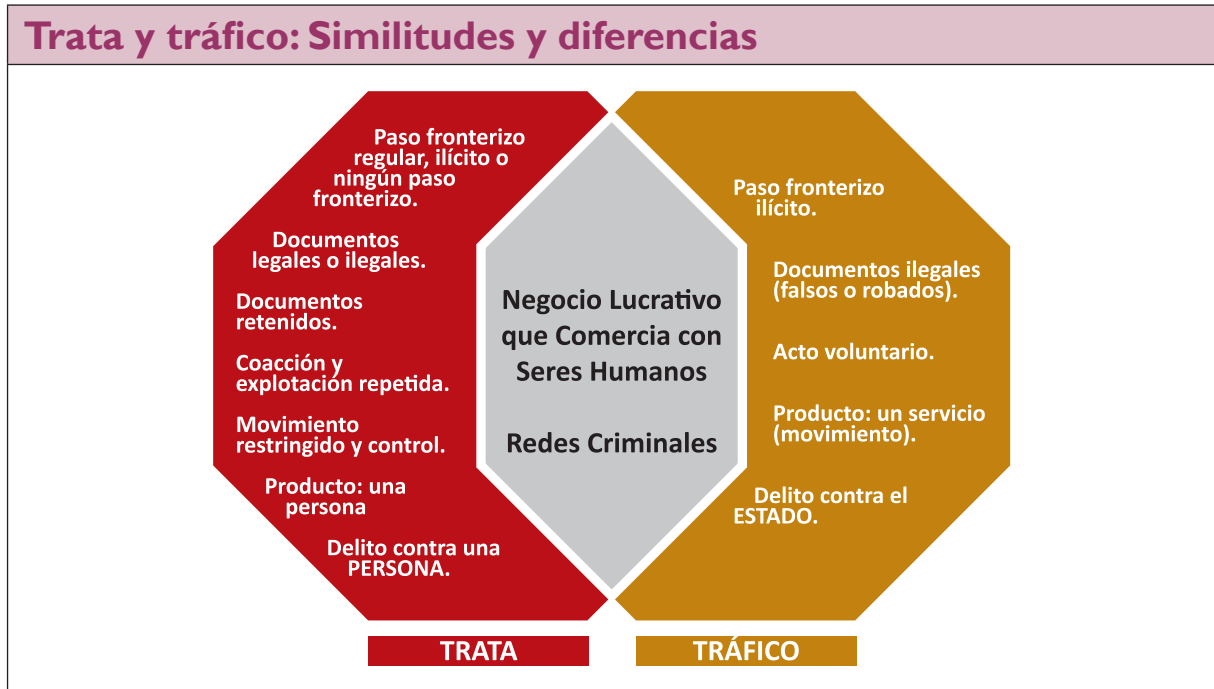 Trata y tráfico: Similitudes y diferencias
Paso fronterizo
regular, ilícito o
ningún paso
fronterizo.
Documentos
legales o ilegales.
Documentos
retenidos.
Coacción y
explotación repetida.
Movimiento
restringido y control.
Producto: una
persona
Delito contra una
PERSONA.
Negocio Lucrativo
que Comercia con
Seres Humanos
Redes Criminales
Paso fronterizo
ilícito.
Documentos ilegales
(falsos o robados).
Acto voluntario.
Producto: un servicio
(movimiento).
Delito contra el
ESTADO.
TRATA
TRÁFICO